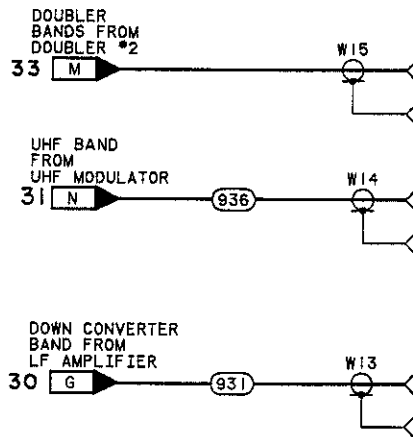 DOUBLER
BANDS FROM
DOUBLER #2
33 M
W15
UHF BAND
FROM
UHF MODULATOR
31 N
936
W14
DOWN CONVERTER
BAND FROM
LF AMPLIFIER
30 G
931
W13